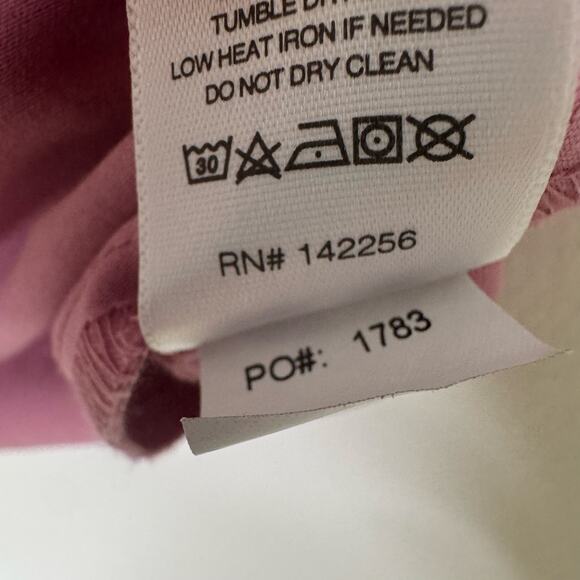 TUMBLE
LOW HEAT IRON IF NEEDED
DO NOT DRY CLEAN
30
RN# 142256
PO#: 1783